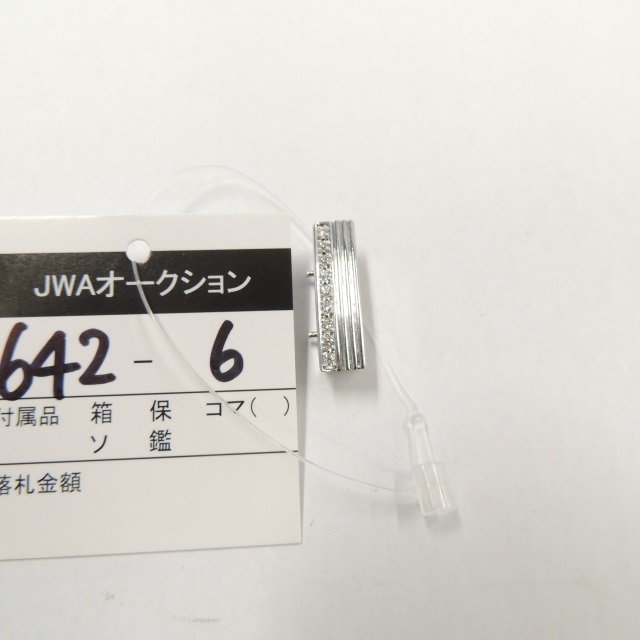 JWAオークション
642-6
付属品 箱 保 コマ( )
ソ 鑑
落札金額